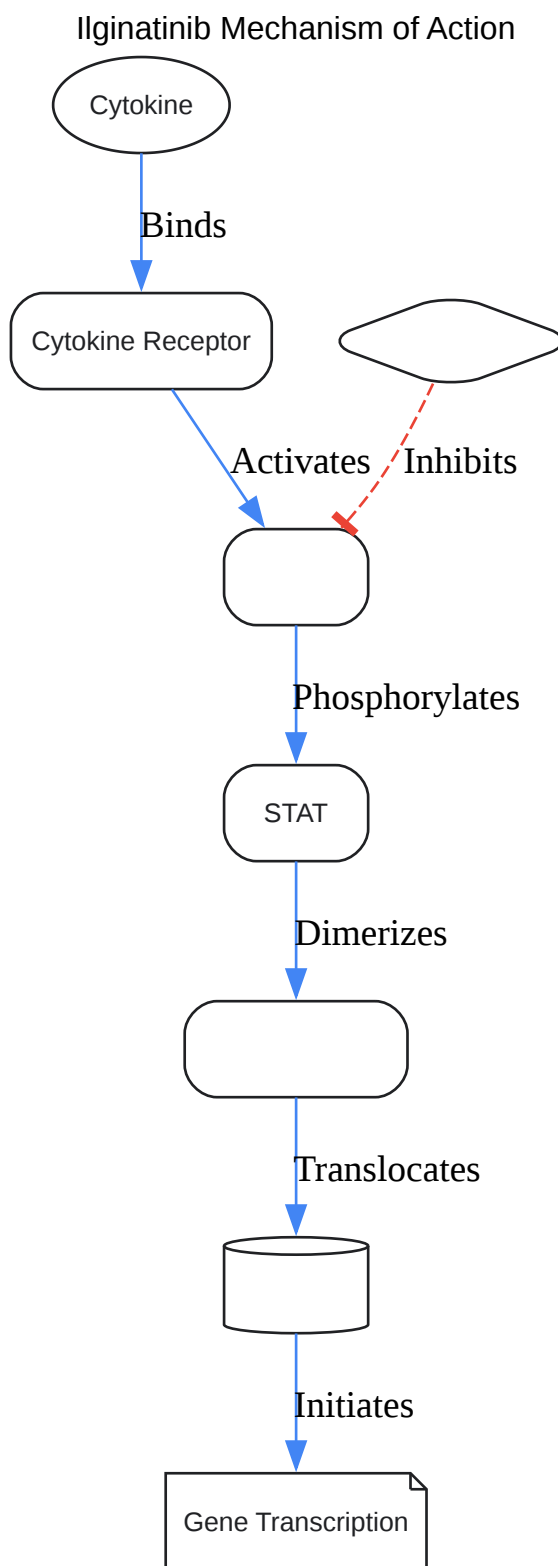 Ilginatinib Mechanism of Action
Cytokine
Binds
Cytokine Receptor
Activates
Inhibits
Phosphorylates
STAT
Dimerizes
Translocates
Initiates
Gene Transcription